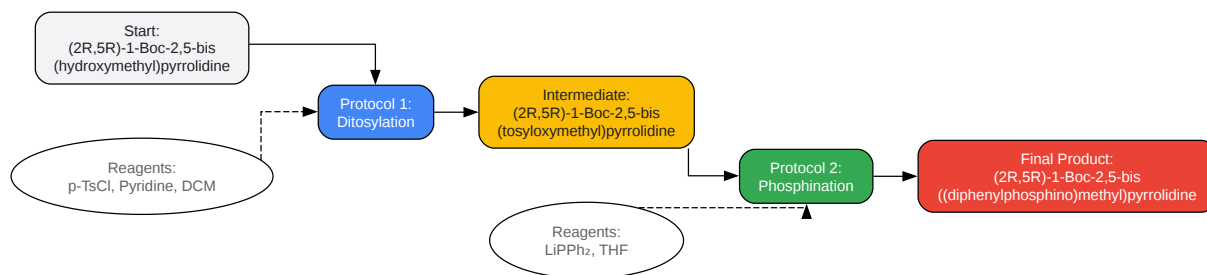 Start:
(2R,5R)-1-Boc-2,5-bis
(hydroxymethyl)pyrrolidine
Protocol 1:
Ditosylation
Intermediate:
(2R,5R)-1-Boc-2,5-bis
(tosyloxymethyl)pyrrolidine
Reagents:
p-TsCl, Pyridine, DCM
Protocol 2:
Phosphination
Final Product:
(2R,5R)-1-Boc-2,5-bis
((diphenylphosphino)methyl)pyrrolidine
Reagents:
LiPPh₂, THF